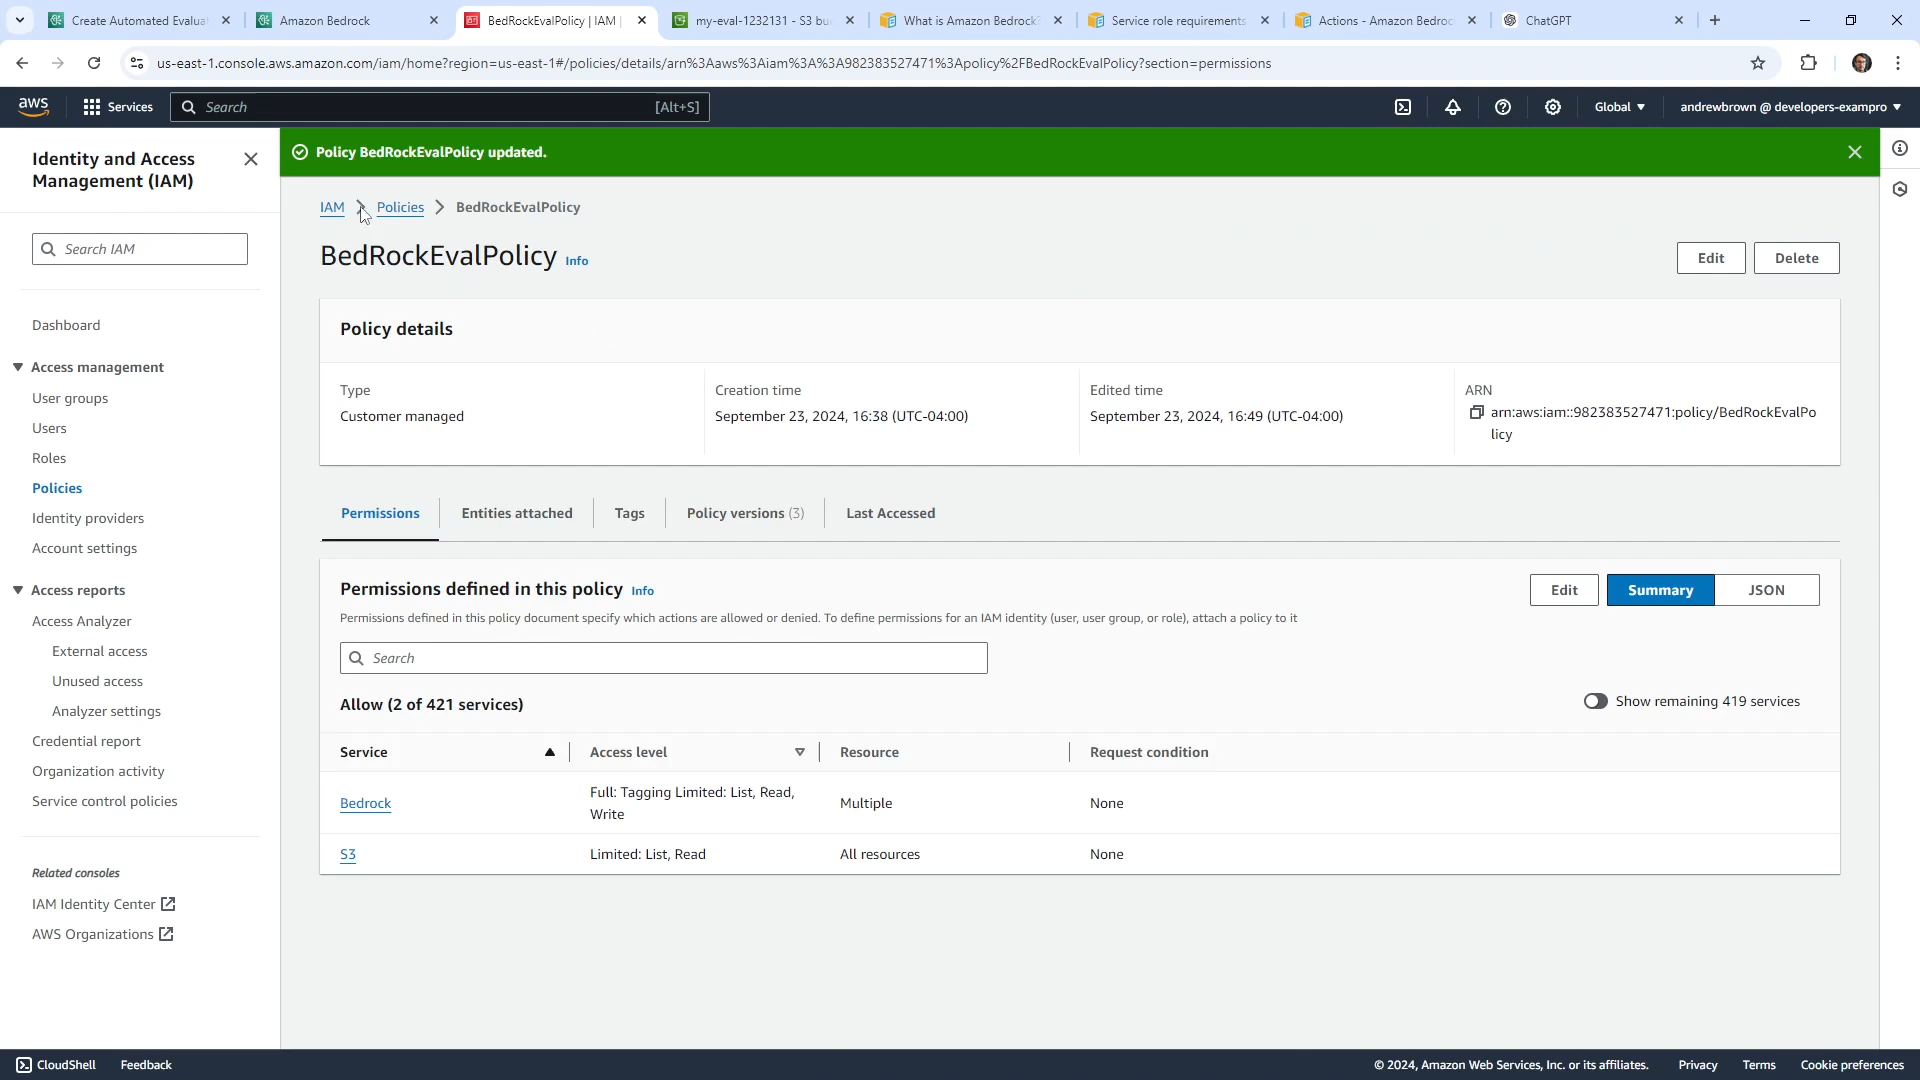 Create Automated Evalua
Amazon Bedrock
BedRockEvalPolicy | IAM |
my-eval-1232131 - S3 bu
What is Amazon Bedrock?
Service role requirements
Actions - Amazon Bedroc
ChatGPT
us-east-1.console.aws.amazon.com/iam/home?region=us-east-1#/policies/details/arn%3Aaws%3Aiam%3A%3A982383527471%3Apolicy%2FBedRockEvalPolicy?section=permissions
aws
Services
Search
[Alt+S]
Global
andrewbrown @ developers-exampro
Identity and Access
Management (IAM)
Search IAM
Dashboard
Access management
User groups
Users
Roles
Policies
Identity providers
Account settings
Access reports
Access Analyzer
External access
Unused access
Analyzer settings
Credential report
Organization activity
Service control policies
Related consoles
IAM Identity Center
AWS Organizations
Policy BedRockEvalPolicy updated.
IAM
Policies
BedRockEvalPolicy
BedRockEvalPolicy Info
Edit
Delete
Policy details
Type
Customer managed
Creation time
September 23, 2024, 16:38 (UTC-04:00)
Edited time
September 23, 2024, 16:49 (UTC-04:00)
ARN
arn:aws:iam::982383527471:policy/BedRockEvalPo
licy
Permissions
Entities attached
Tags
Policy versions (3)
Last Accessed
Permissions defined in this policy Info
Permissions defined in this policy document specify which actions are allowed or denied. To define permissions for an IAM identity (user, user group, or role), attach a policy to it
Edit
Summary
JSON
Search
Allow (2 of 421 services)
Show remaining 419 services
Service
Access level
Resource
Request condition
Bedrock
Full: Tagging Limited: List, Read,
Write
Multiple
None
S3
Limited: List, Read
All resources
None
CloudShell
Feedback
© 2024, Amazon Web Services, Inc. or its affiliates.
Privacy
Terms
Cookie preferences